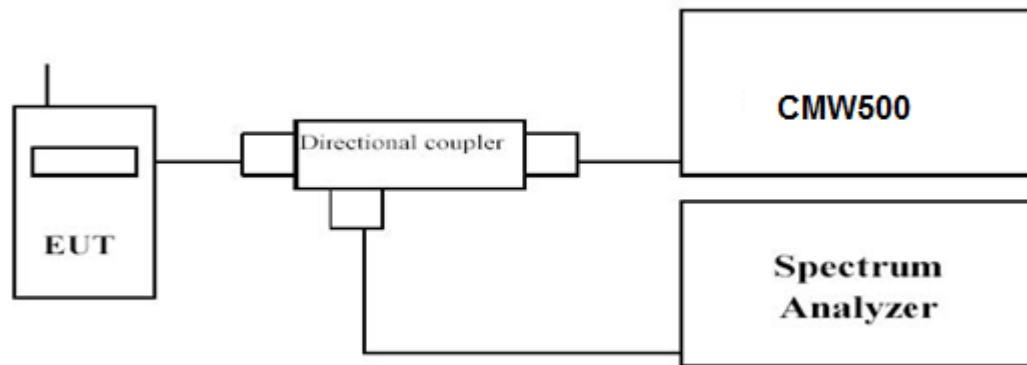 EUT
Directional coupler
CMW500
Spectrum
Analyzer